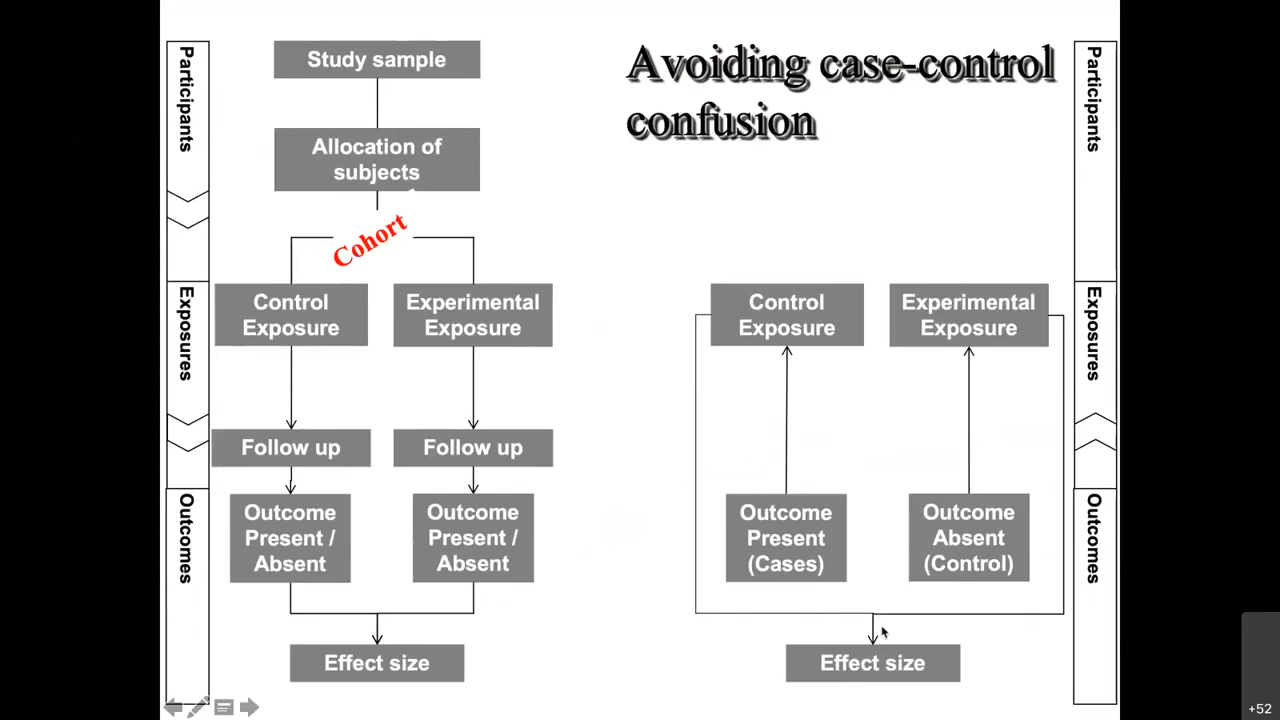 Avoiding case-control
confusion
Participants
Exposures
Outcomes
Study sample
Allocation of
subjects
Cohort
Control
Exposure
Experimental
Exposure
Follow up
Follow up
Outcome
Present /
Absent
Outcome
Present /
Absent
Effect size
Control
Exposure
Experimental
Exposure
Outcome
Present
(Cases)
Outcome
Absent
(Control)
Effect size
Participants
Exposures
Outcomes
+52